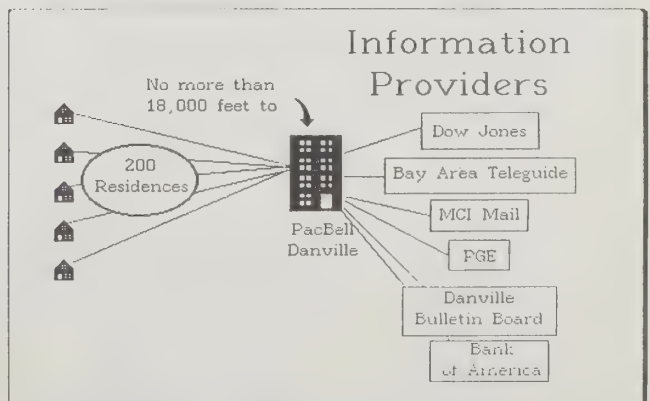 Information
Providers
No more than
18,000 feet to
200
Residences
PacBell
Danville
Dow Jones
Bay Area Teleguide
MCI Mail
PGE
Danville
Bulletin Board
Bank
of America